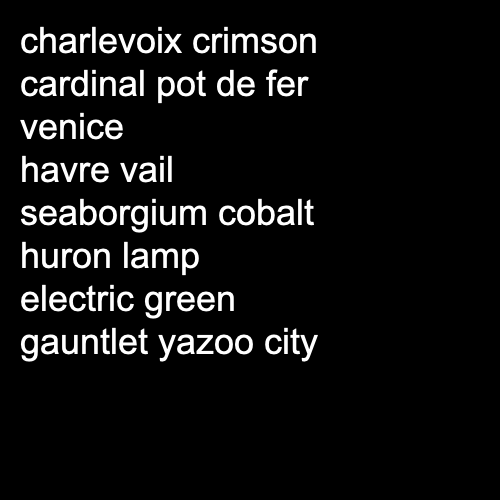 charlevoix crimson
cardinal pot de fer
venice
havre vail
seaborgium cobalt
huron lamp
electric green
gauntlet yazoo city